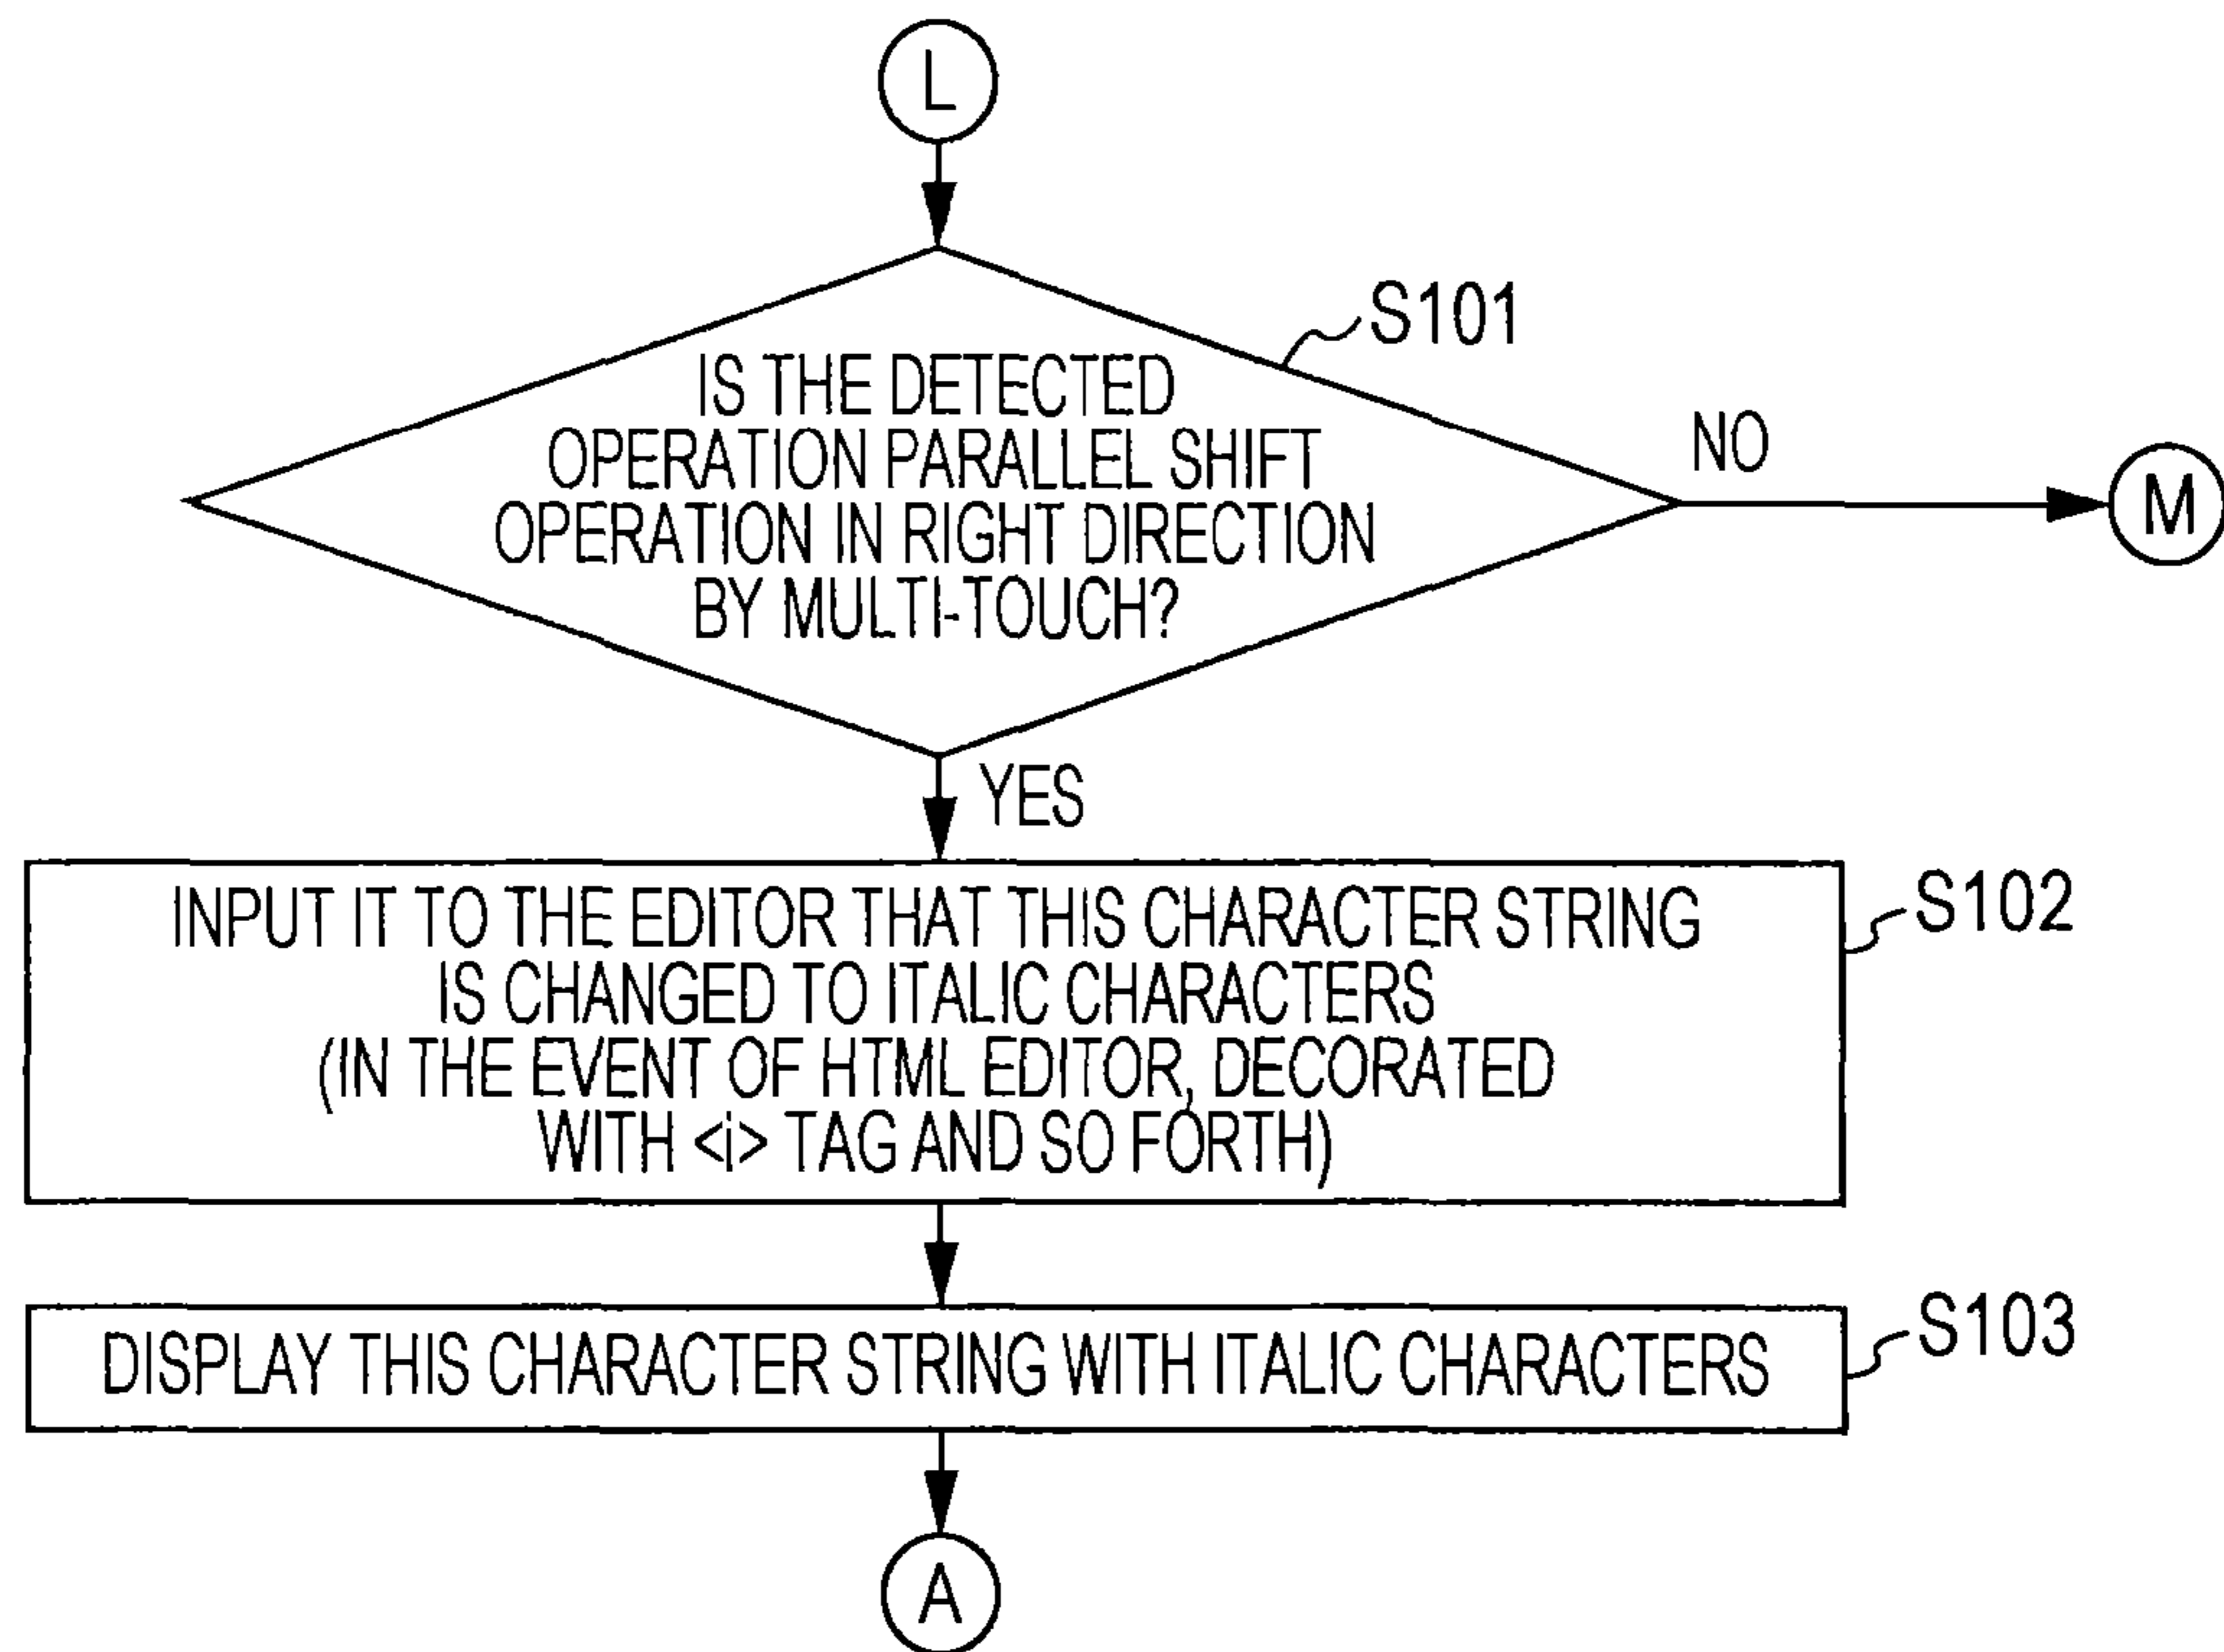 L
S101
IS THE DETECTED
OPERATION PARALLEL SHIFT
OPERATION IN RIGHT DIRECTION
BY MULTI-TOUCH?
NO
M
YES
INPUT IT TO THE EDITOR THAT THIS CHARACTER STRING
IS CHANGED TO ITALIC CHARACTERS
(IN THE EVENT OF HTML EDITOR, DECORATED
WITH <i> TAG AND SO FORTH)
S102
DISPLAY THIS CHARACTER STRING WITH ITALIC CHARACTERS
S103
A